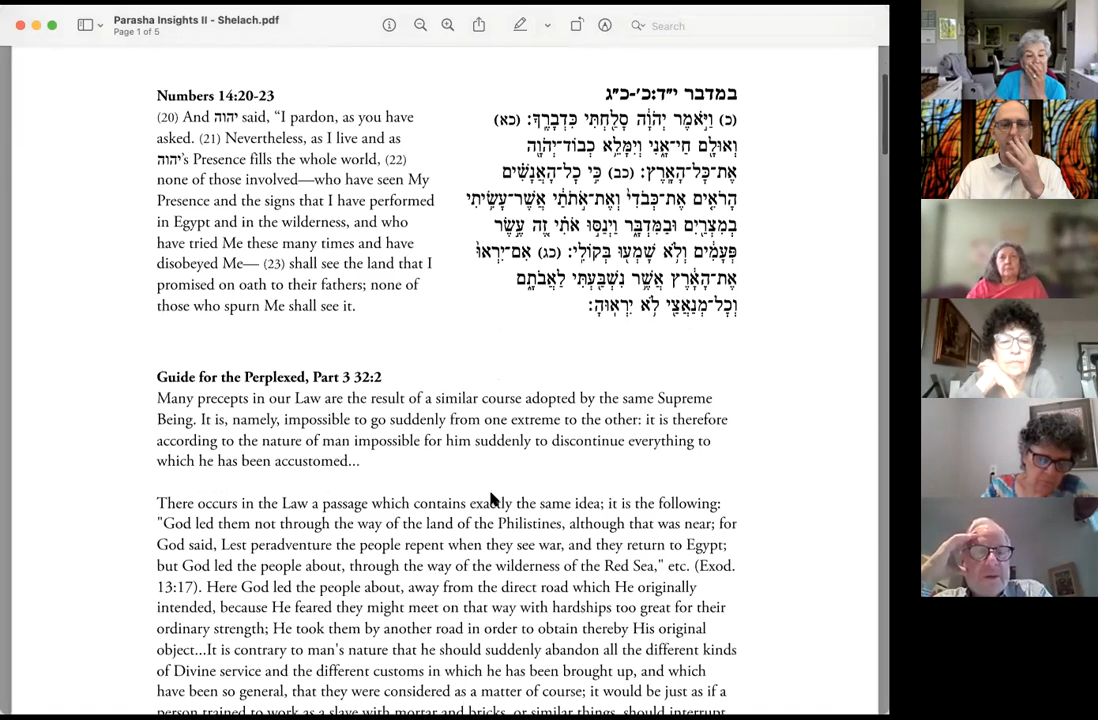 Parasha Insights II - Shelach.pdf
Page 1 of 5
Search
Numbers 14:20-23
(20) And יהוה said, “I pardon, as you have
asked. (21) Nevertheless, as I live and as
יהוה’s Presence fills the whole world, (22)
none of those involved—who have seen My
Presence and the signs that I have performed
in Egypt and in the wilderness, and who
have tried Me these many times and have
disobeyed Me— (23) shall see the land that I
promised on oath to their fathers; none of
those who spurn Me shall see it.
במדבר י״ד:כ׳-כ״ג
(כ) וַיֹּ֣אמֶר יְהֹוָ֔ה סָלַ֖חְתִּי כִּדְבָרֶֽךָ׃ (כא)
וְאוּלָ֖ם חַי־אָ֑נִי וְיִמָּלֵ֥א כְבוֹד־יְהֹוָ֖ה
אֶת־כׇּל־הָאָֽרֶץ׃ (כב) כִּ֣י כׇל־הָאֲנָשִׁ֗ים
הָרֹאִ֤ים אֶת־כְּבֹדִי֙ וְאֶת־אֹ֣תֹתַ֔י אֲשֶׁר־עָשִׂ֥יתִי
בְמִצְרַ֖יִם וּבַמִּדְבָּ֑ר וַיְנַסּ֣וּ אֹתִ֗י זֶ֚ה עֶ֣שֶׂר
פְּעָמִ֔ים וְלֹ֥א שָׁמְע֖וּ בְּקוֹלִֽי׃ (כג) אִם־יִרְאוּ֙
אֶת־הָאָ֔רֶץ אֲשֶׁ֥ר נִשְׁבַּ֖עְתִּי לַאֲבֹתָ֑ם
וְכׇל־מְנַאֲצַ֖י לֹ֥א יִרְאֽוּהָ׃
Guide for the Perplexed, Part 3 32:2
Many precepts in our Law are the result of a similar course adopted by the same Supreme
Being. It is, namely, impossible to go suddenly from one extreme to the other: it is therefore
according to the nature of man impossible for him suddenly to discontinue everything to
which he has been accustomed...
There occurs in the Law a passage which contains exactly the same idea; it is the following:
"God led them not through the way of the land of the Philistines, although that was near; for
God said, Lest peradventure the people repent when they see war, and they return to Egypt;
but God led the people about, through the way of the wilderness of the Red Sea," etc. (Exod.
13:17). Here God led the people about, away from the direct road which He originally
intended, because He feared they might meet on that way with hardships too great for their
ordinary strength; He took them by another road in order to obtain thereby His original
object...It is contrary to man's nature that he should suddenly abandon all the different kinds
of Divine service and the different customs in which he has been brought up, and which
have been so general, that they were considered as a matter of course; it would be just as if a
person trained to work as a slave with mortar and bricks, or similar things, should interrupt